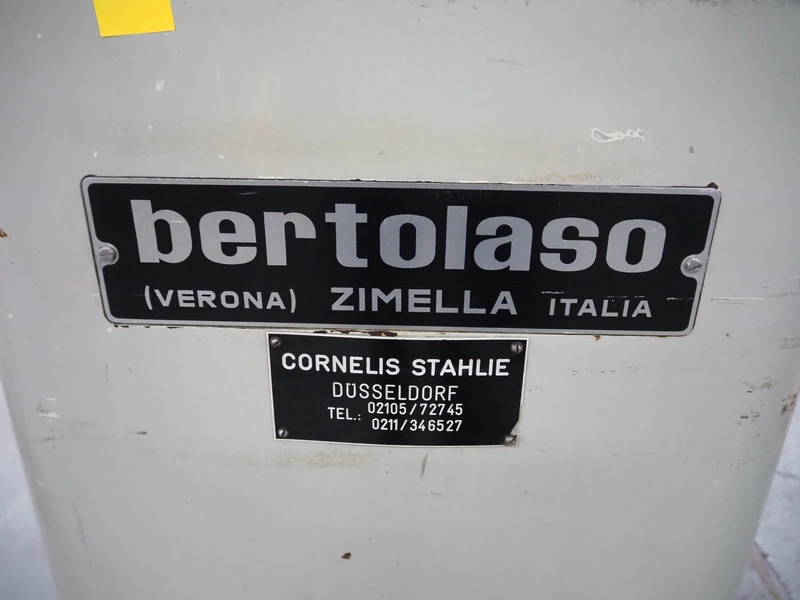 bertolaso
(VERONA) ZIMELLA ITALIA
CORNELIS STAHLIE
DÜSSELDORF
TEL.: 02105/72745
0211/346527